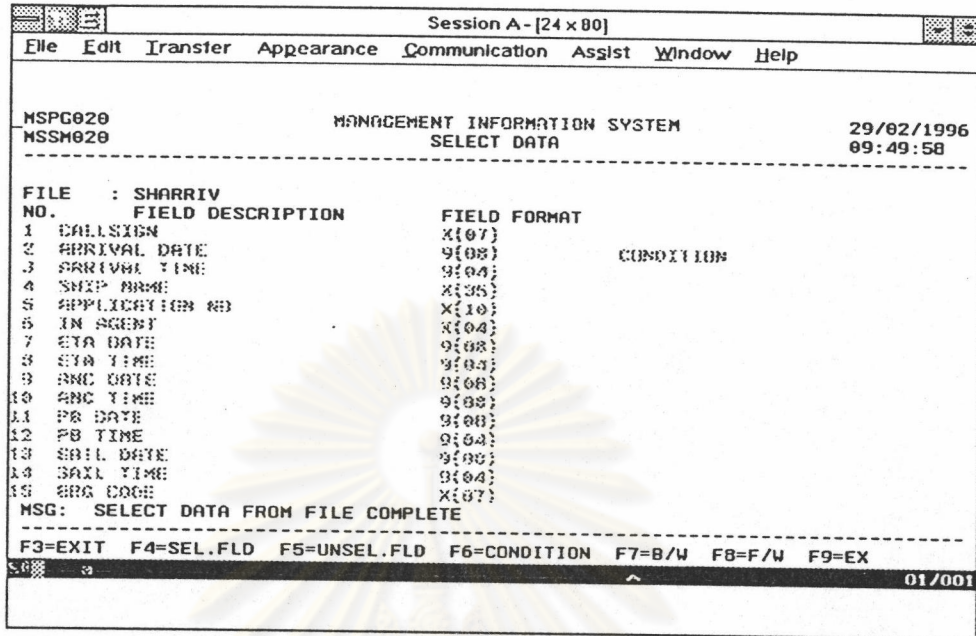 Session A - [24 x 80]
File Edit Transfer Appearance Communication Assist Window Help
MSPG020 MANAGEMENT INFORMATION SYSTEM 29/02/1996
MSSM020 SELECT DATA 09:49:58
FILE : SHARRIV
NO. FIELD DESCRIPTION FIELD FORMAT
1 CALLSIGN X(07)
2 ARRIVAL DATE 9(08) CONDITION
3 ARRIVAL TIME 9(04)
4 SHIP NAME X(35)
5 APPLICATION NO X(10)
6 IN AGENT X(04)
7 ETA DATE 9(08)
8 ETA TIME 9(04)
9 ANC DATE 9(08)
10 ANC TIME 9(08)
11 PB DATE 9(08)
12 PB TIME 9(04)
13 SAIL DATE 9(08)
14 SAIL TIME 9(04)
15 CODE X(07)
MSG: SELECT DATA FROM FILE COMPLETE
F3=EXIT F4=SEL.FLD F5=UNSEL.FLD F6=CONDITION F7=B/W F8=F/W F9=EX
a ^ 01/001